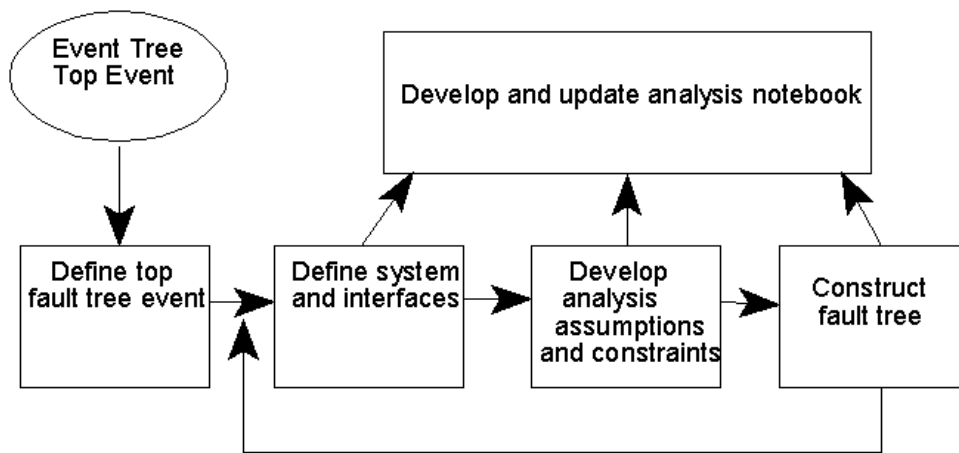 Event Tree
Top Event
Develop and update analysis notebook
Define top
fault tree event
Define system
and interfaces
Develop
analysis
assumptions
and constraints
Construct
fault tree